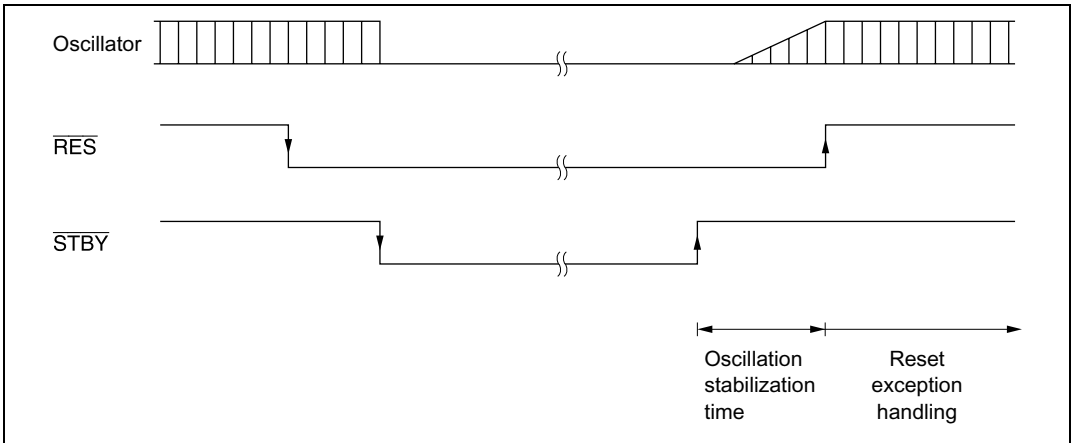 Oscillator
RES
STBY
Oscillation
stabilization
time
Reset
exception
handling